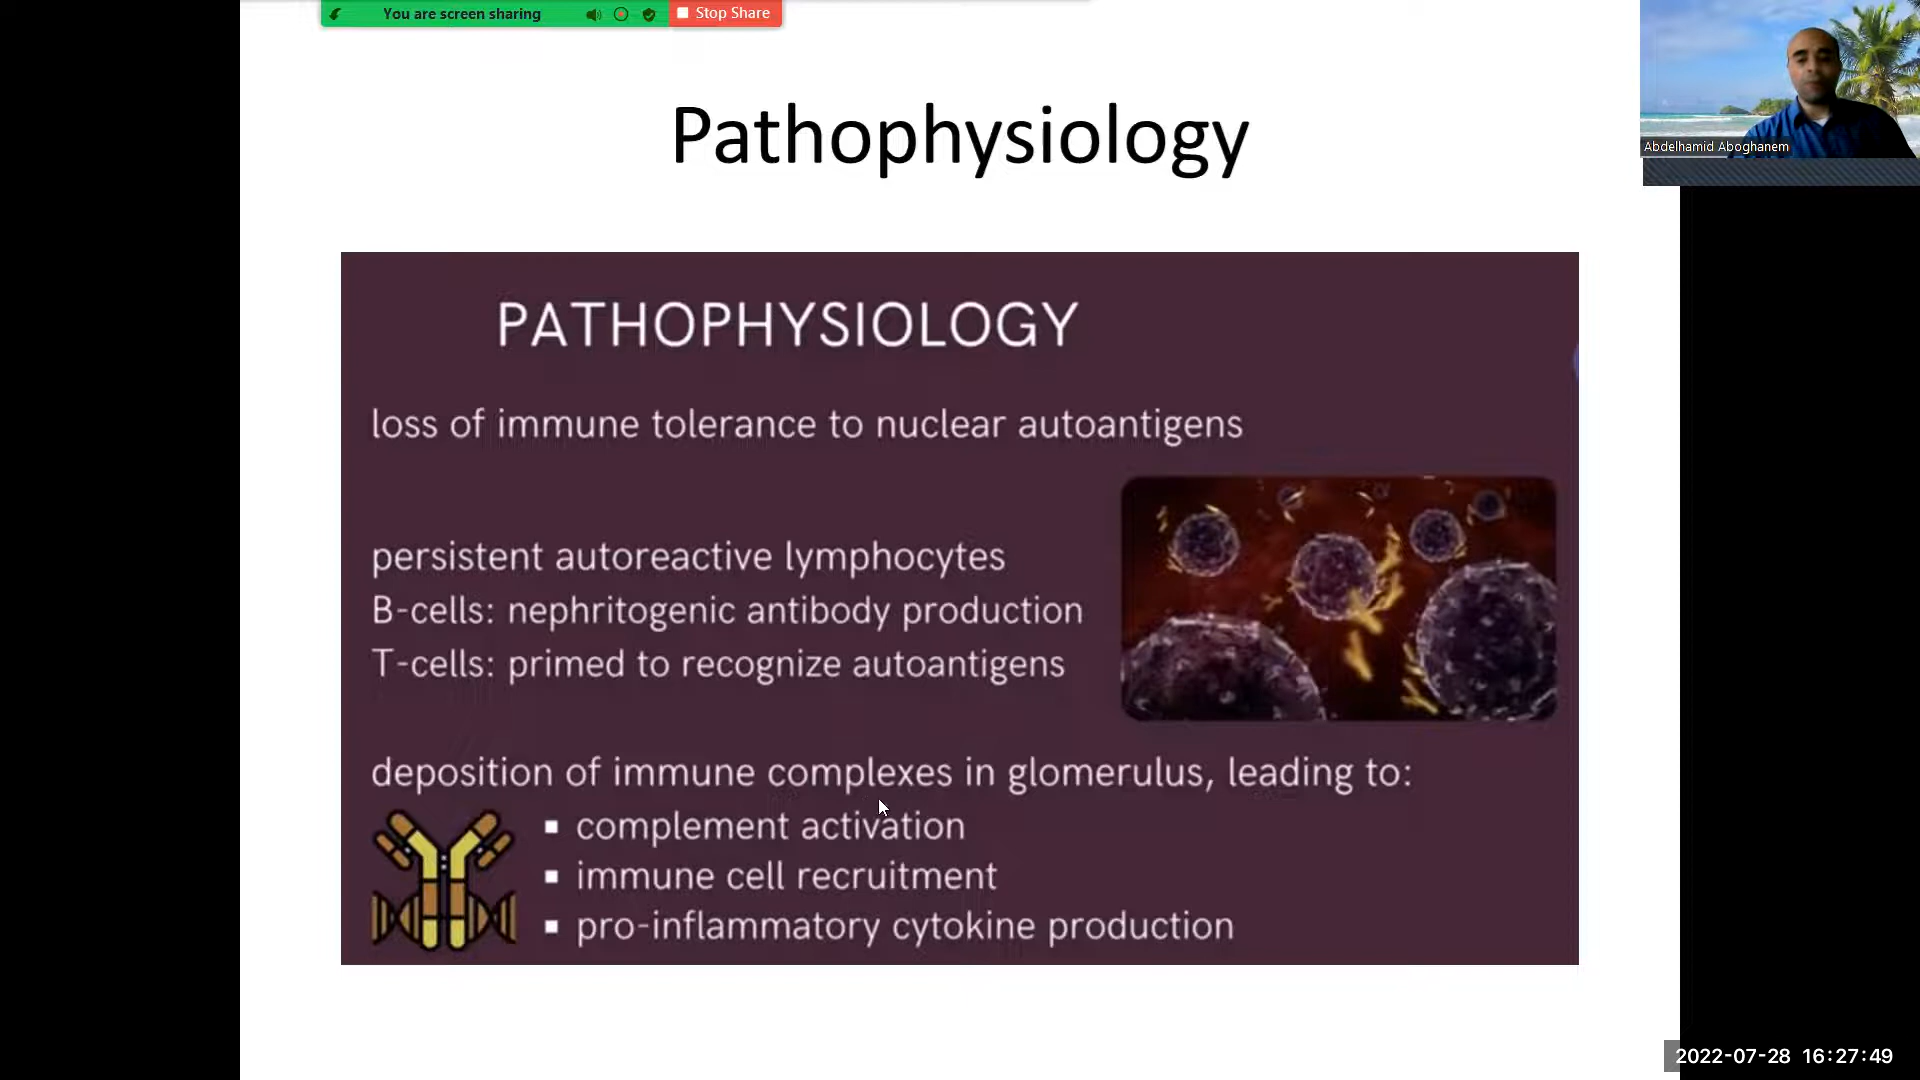 You are screen sharing
Stop Share
Abdelhamid Aboghanem
Pathophysiology
PATHOPHYSIOLOGY
loss of immune tolerance to nuclear autoantigens
persistent autoreactive lymphocytes
B-cells: nephritogenic antibody production
T-cells: primed to recognize autoantigens
deposition of immune complexes in glomerulus, leading to:
▪ complement activation
▪ immune cell recruitment
▪ pro-inflammatory cytokine production
2022-07-28 16:27:49